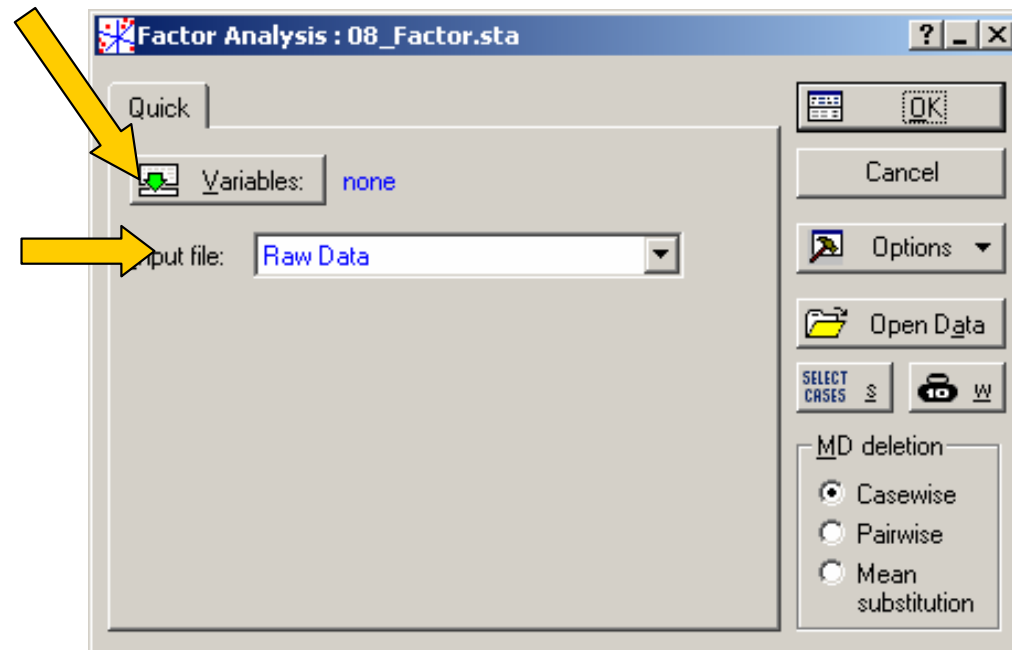 Factor Analysis : 08_Factor.sta
?
Quick
OK
Variables: none
Cancel
file: Raw Data
Options
Open Data
SELECT CASES S
10 W
MD deletion
Casewise
Pairwise
Mean
substitution